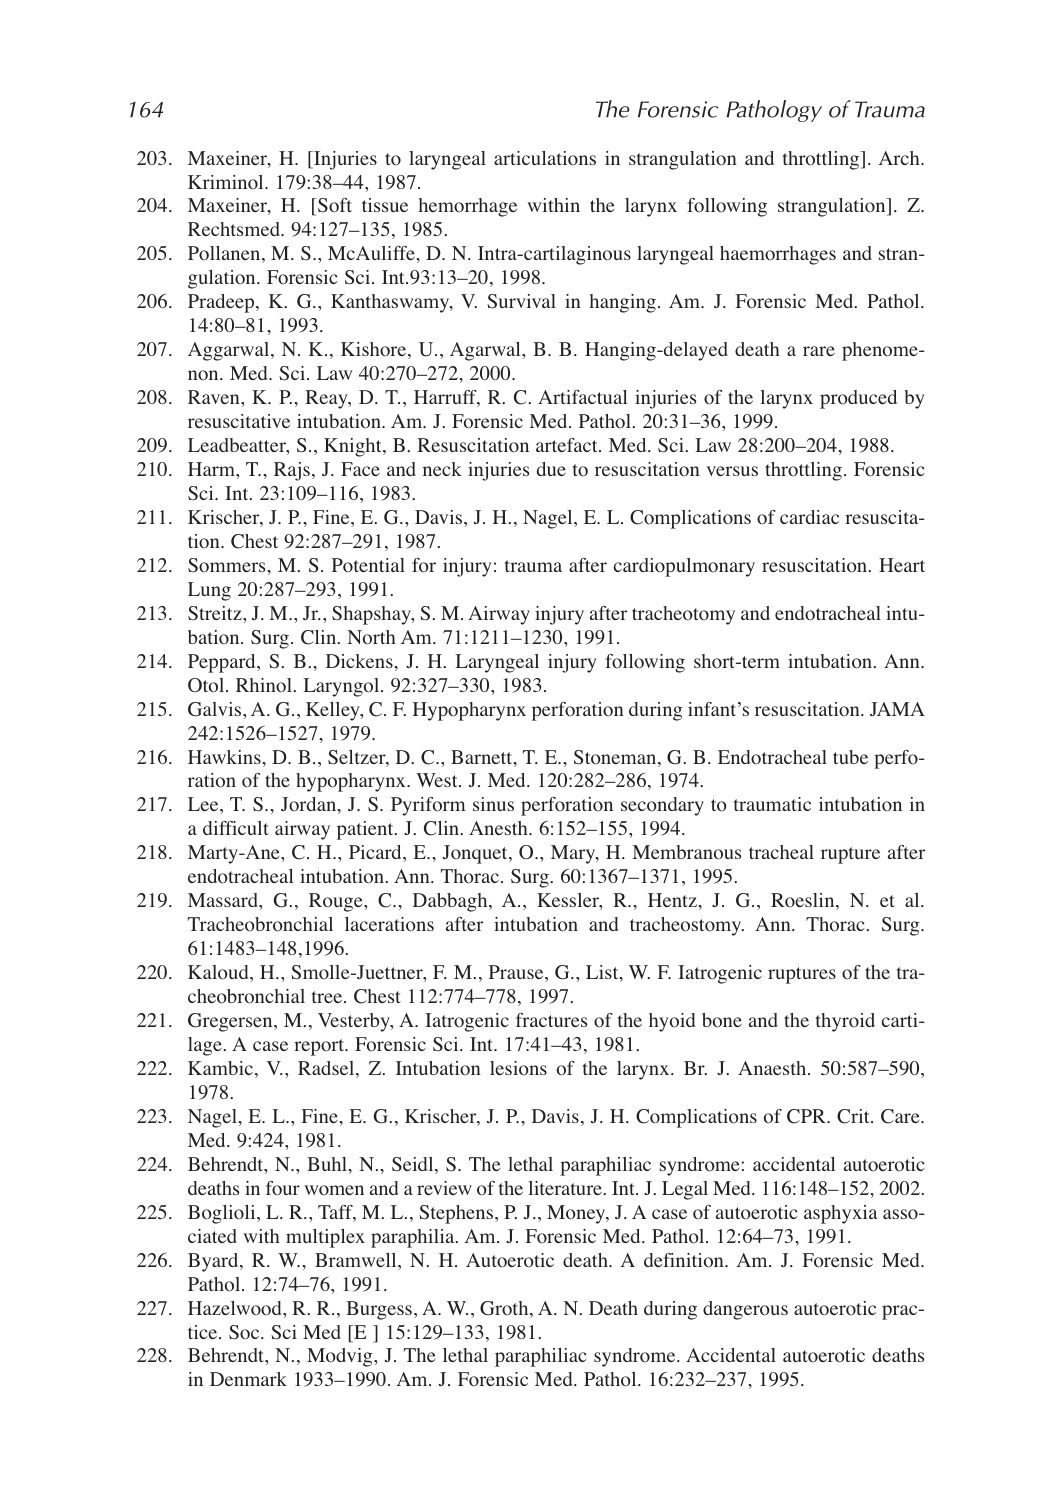 164 The Forensic Pathology of Trauma
203. Maxeiner, H. [Injuries to laryngeal articulations in strangulation and throttling]. Arch.
Kriminol. 179:38–44, 1987.
204. Maxeiner, H. [Soft tissue hemorrhage within the larynx following strangulation]. Z.
Rechtsmed. 94:127–135, 1985.
205. Pollanen, M. S., McAuliffe, D. N. Intra-cartilaginous laryngeal haemorrhages and stran-
gulation. Forensic Sci. Int.93:13–20, 1998.
206. Pradeep, K. G., Kanthaswamy, V. Survival in hanging. Am. J. Forensic Med. Pathol.
14:80–81, 1993.
207. Aggarwal, N. K., Kishore, U., Agarwal, B. B. Hanging-delayed death a rare phenome-
non. Med. Sci. Law 40:270–272, 2000.
208. Raven, K. P., Reay, D. T., Harruff, R. C. Artifactual injuries of the larynx produced by
resuscitative intubation. Am. J. Forensic Med. Pathol. 20:31–36, 1999.
209. Leadbeatter, S., Knight, B. Resuscitation artefact. Med. Sci. Law 28:200–204, 1988.
210. Harm, T., Rajs, J. Face and neck injuries due to resuscitation versus throttling. Forensic
Sci. Int. 23:109–116, 1983.
211. Krischer, J. P., Fine, E. G., Davis, J. H., Nagel, E. L. Complications of cardiac resuscita-
tion. Chest 92:287–291, 1987.
212. Sommers, M. S. Potential for injury: trauma after cardiopulmonary resuscitation. Heart
Lung 20:287–293, 1991.
213. Streitz, J. M., Jr., Shapshay, S. M. Airway injury after tracheotomy and endotracheal intu-
bation. Surg. Clin. North Am. 71:1211–1230, 1991.
214. Peppard, S. B., Dickens, J. H. Laryngeal injury following short-term intubation. Ann.
Otol. Rhinol. Laryngol. 92:327–330, 1983.
215. Galvis, A. G., Kelley, C. F. Hypopharynx perforation during infant's resuscitation. JAMA
242:1526–1527, 1979.
216. Hawkins, D. B., Seltzer, D. C., Barnett, T. E., Stoneman, G. B. Endotracheal tube perfo-
ration of the hypopharynx. West. J. Med. 120:282–286, 1974.
217. Lee, T. S., Jordan, J. S. Pyriform sinus perforation secondary to traumatic intubation in
a difficult airway patient. J. Clin. Anesth. 6:152–155, 1994.
218. Marty-Ane, C. H., Picard, E., Jonquet, O., Mary, H. Membranous tracheal rupture after
endotracheal intubation. Ann. Thorac. Surg. 60:1367–1371, 1995.
219. Massard, G., Rouge, C., Dabbagh, A., Kessler, R., Hentz, J. G., Roeslin, N. et al.
Tracheobronchial lacerations after intubation and tracheostomy. Ann. Thorac. Surg.
61:1483–148,1996.
220. Kaloud, H., Smolle-Juettner, F. M., Prause, G., List, W. F. Iatrogenic ruptures of the tra-
cheobronchial tree. Chest 112:774–778, 1997.
221. Gregersen, M., Vesterby, A. Iatrogenic fractures of the hyoid bone and the thyroid carti-
lage. A case report. Forensic Sci. Int. 17:41–43, 1981.
222. Kambic, V., Radsel, Z. Intubation lesions of the larynx. Br. J. Anaesth. 50:587–590,
1978.
223. Nagel, E. L., Fine, E. G., Krischer, J. P., Davis, J. H. Complications of CPR. Crit. Care.
Med. 9:424, 1981.
224. Behrendt, N., Buhl, N., Seidl, S. The lethal paraphiliac syndrome: accidental autoerotic
deaths in four women and a review of the literature. Int. J. Legal Med. 116:148–152, 2002.
225. Boglioli, L. R., Taff, M. L., Stephens, P. J., Money, J. A case of autoerotic asphyxia asso-
ciated with multiplex paraphilia. Am. J. Forensic Med. Pathol. 12:64–73, 1991.
226. Byard, R. W., Bramwell, N. H. Autoerotic death. A definition. Am. J. Forensic Med.
Pathol. 12:74–76, 1991.
227. Hazelwood, R. R., Burgess, A. W., Groth, A. N. Death during dangerous autoerotic prac-
tice. Soc. Sci Med [E ] 15:129–133, 1981.
228. Behrendt, N., Modvig, J. The lethal paraphiliac syndrome. Accidental autoerotic deaths
in Denmark 1933–1990. Am. J. Forensic Med. Pathol. 16:232–237, 1995.